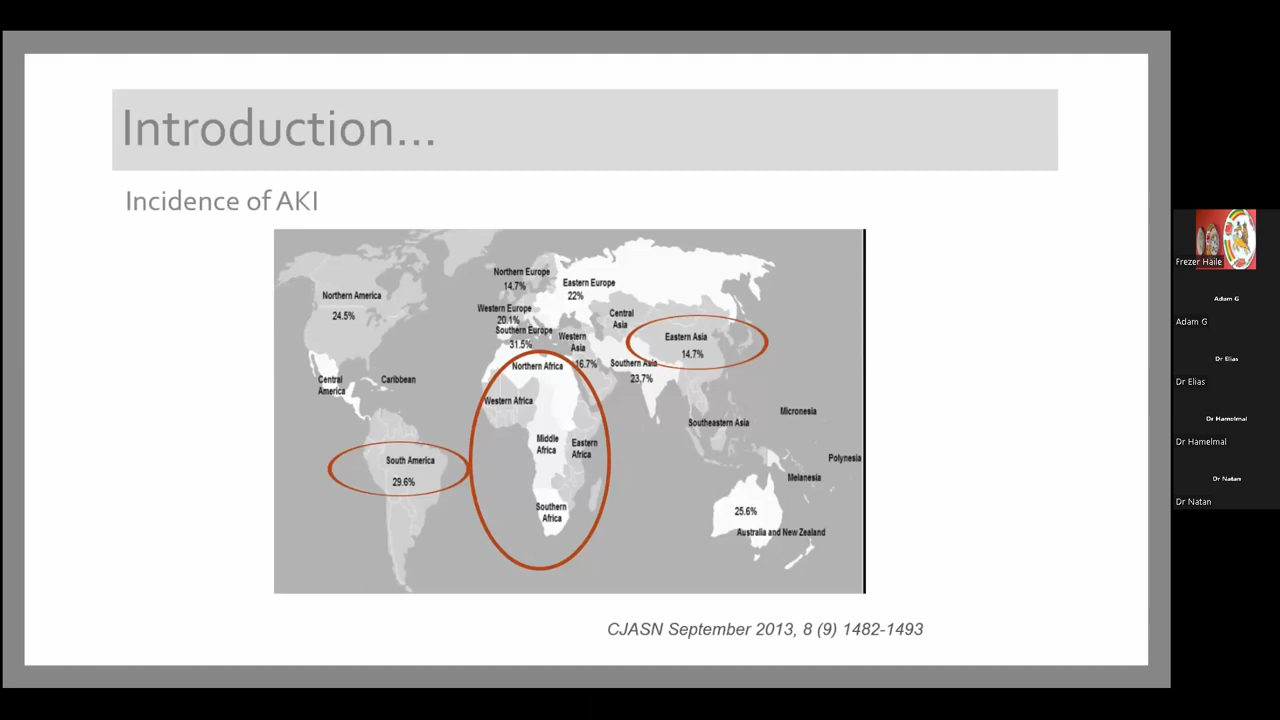 Introduction...
Incidence of AKI
Northern Europe
14.7%
Eastern Europe
22%
Northern America
24.5%
Western Europe
20.1%
Southern Europe
31.5%
Central
Asia
Western
Asia
16.7%
Eastern Asia
14.7%
Southern Asia
23.7%
Northern Africa
Central
America
Caribbean
Western Africa
Micronesia
Southeastern Asia
Middle
Africa
Eastern
Africa
South America
29.6%
Polynesia
Melanesia
Southern
Africa
25.6%
Australia and New Zealand
CJASN September 2013, 8 (9) 1482-1493
Frezer Haile
Adam G
Adam G
Dr Elias
Dr Elias
Dr Hamelmal
Dr Hamelmal
Dr Natan
Dr Natan